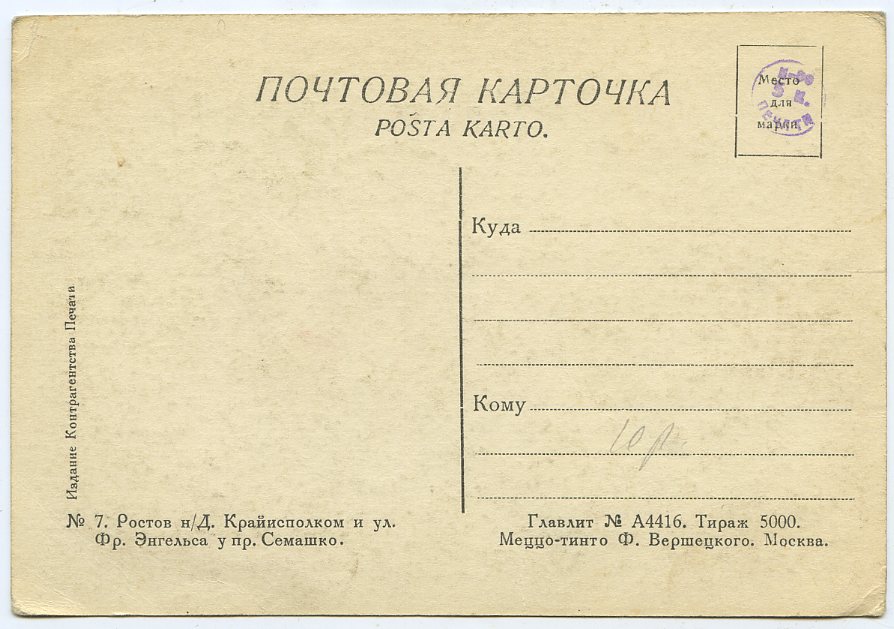 ПОЧТОВАЯ КАРТОЧКА
POŜTA KARTO.
Место
для
марки.
ПЕЧАТИ
Куда
Кому
10 р.
Издание Контрагентства Печати
№ 7. Ростов н/Д. Крайисполком и ул.
Фр. Энгельса у пр. Семашко.
Главлит № А4416. Тираж 5000.
Меццо-тинто Ф. Вершецкого. Москва.